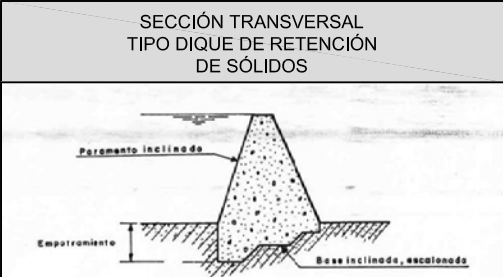 SECCIÓN TRANSVERSAL
TIPO DIQUE DE RETENCIÓN
DE SÓLIDOS
Paramento inclinado
Empotramiento
Base inclinada, escalonada